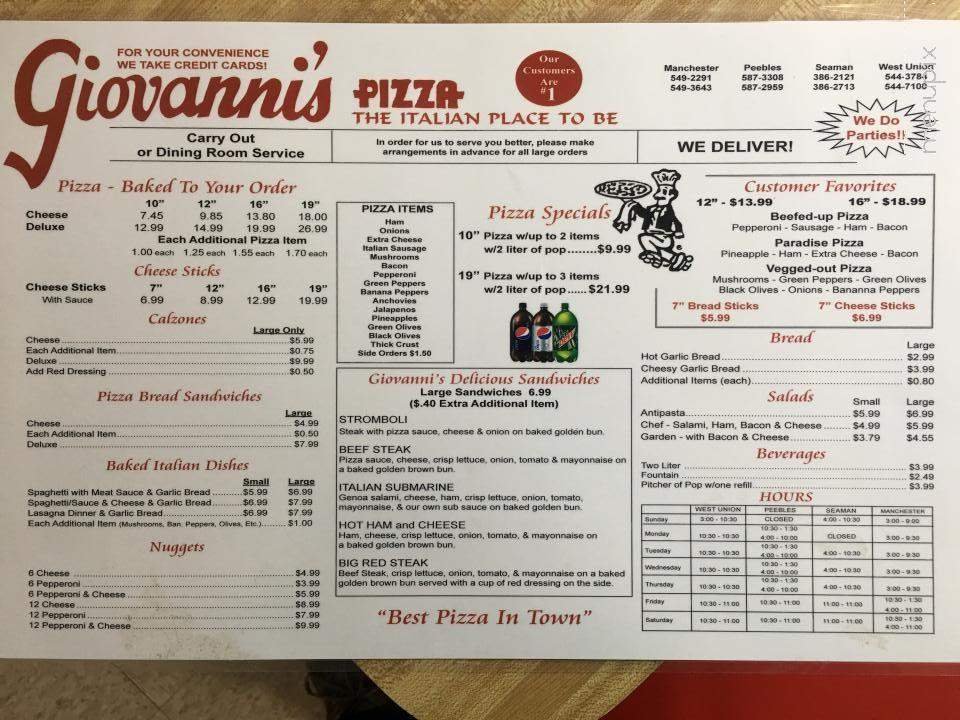 FOR YOUR CONVENIENCE
WE TAKE CREDIT CARDS!
Giovanni's PIZZA
THE ITALIAN PLACE TO BE
Our
Customers
Are
#1
Manchester Peebles Seaman West Union
549-2291 587-3308 386-2121 544-3784
549-3643 587-2959 386-2713 544-7100
We Do
Parties!!
menupix
Carry Out
or Dining Room Service
In order for us to serve you better, please make
arrangements in advance for all large orders
WE DELIVER!
Pizza - Baked To Your Order
10" 12" 16" 19"
Cheese 7.45 9.85 13.80 18.00
Deluxe 12.99 14.99 19.99 26.99
Each Additional Pizza Item
1.00 each 1.25 each 1.55 each 1.70 each
Cheese Sticks
Cheese Sticks 7" 12" 16" 19"
With Sauce 6.99 8.99 12.99 19.99
Calzones
Large Only
Cheese $5.99
Each Additional Item $0.75
Deluxe $9.99
Add Red Dressing $0.50
Pizza Bread Sandwiches
Large
Cheese $4.99
Each Additional Item $0.50
Deluxe $7.99
Baked Italian Dishes
Small Large
Spaghetti with Meat Sauce & Garlic Bread $5.99 $6.99
Spaghetti/Sauce & Cheese & Garlic Bread $6.99 $7.99
Lasagna Dinner & Garlic Bread $6.99 $7.99
Each Additional Item (Mushrooms, Ban. Peppers, Olives, Etc.) $1.00
Nuggets
6 Cheese $4.99
6 Pepperoni $3.99
6 Pepperoni & Cheese $5.99
12 Cheese $8.99
12 Pepperoni $7.99
12 Pepperoni & Cheese $9.99
PIZZA ITEMS
Ham
Onions
Extra Cheese
Italian Sausage
Mushrooms
Bacon
Pepperoni
Green Peppers
Banana Peppers
Anchovies
Jalapenos
Pineapples
Green Olives
Black Olives
Thick Crust
Side Orders $1.50
Pizza Specials
10" Pizza w/up to 2 items
w/2 liter of pop........$9.99
19" Pizza w/up to 3 items
w/2 liter of pop......$21.99
Giovanni's Delicious Sandwiches
Large Sandwiches 6.99
($.40 Extra Additional Item)
STROMBOLI
Steak with pizza sauce, cheese & onion on baked golden bun.
BEEF STEAK
Pizza sauce, cheese, crisp lettuce, onion, tomato & mayonnaise on
a baked golden brown bun.
ITALIAN SUBMARINE
Genoa salami, cheese, ham, crisp lettuce, onion, tomato,
mayonnaise, & our own sub sauce on baked golden bun.
HOT HAM and CHEESE
Ham, cheese, crisp lettuce, onion, tomato, & mayonnaise on
a baked golden brown bun.
BIG RED STEAK
Beef Steak, crisp lettuce, onion, tomato, & mayonnaise on a baked
golden brown bun served with a cup of red dressing on the side.
"Best Pizza In Town"
Customer Favorites
12" - $13.99 16" - $18.99
Beefed-up Pizza
Pepperoni - Sausage - Ham - Bacon
Paradise Pizza
Pineapple - Ham - Extra Cheese - Bacon
Vegged-out Pizza
Mushrooms - Green Peppers - Green Olives
Black Olives - Onions - Bananna Peppers
7" Bread Sticks 7" Cheese Sticks
$5.99 $6.99
Bread
Large
Hot Garlic Bread $2.99
Cheesy Garlic Bread $3.99
Additional Items (each) $0.80
Salads
Small Large
Antipasta $5.99 $6.99
Chef - Salami, Ham, Bacon & Cheese $4.99 $5.99
Garden - with Bacon & Cheese $3.79 $4.55
Beverages
Two Liter $3.99
Fountain $2.49
Pitcher of Pop w/one refill $3.99
HOURS
WEST UNION PEEBLES SEAMAN MANCHESTER
Sunday 3:00 - 10:30 CLOSED 4:00 - 10:30 3:00 - 9:00
Monday 10:30 - 10:30 10:30 - 1:30 4:00 - 10:00 CLOSED 3:00 - 9:30
Tuesday 10:30 - 10:30 10:30 - 1:30 4:00 - 10:00 4:00 - 10:30 3:00 - 9:30
Wednesday 10:30 - 10:30 10:30 - 1:30 4:00 - 10:00 4:00 - 10:30 3:00 - 9:30
Thursday 10:30 - 10:30 10:30 - 1:30 4:00 - 10:00 4:00 - 10:30 3:00 - 9:30
Friday 10:30 - 11:00 10:30 - 11:00 11:00 - 11:00 10:30 - 1:30 4:00 - 11:00
Saturday 10:30 - 11:00 10:30 - 11:00 11:00 - 11:00 10:30 - 1:30 4:00 - 11:00